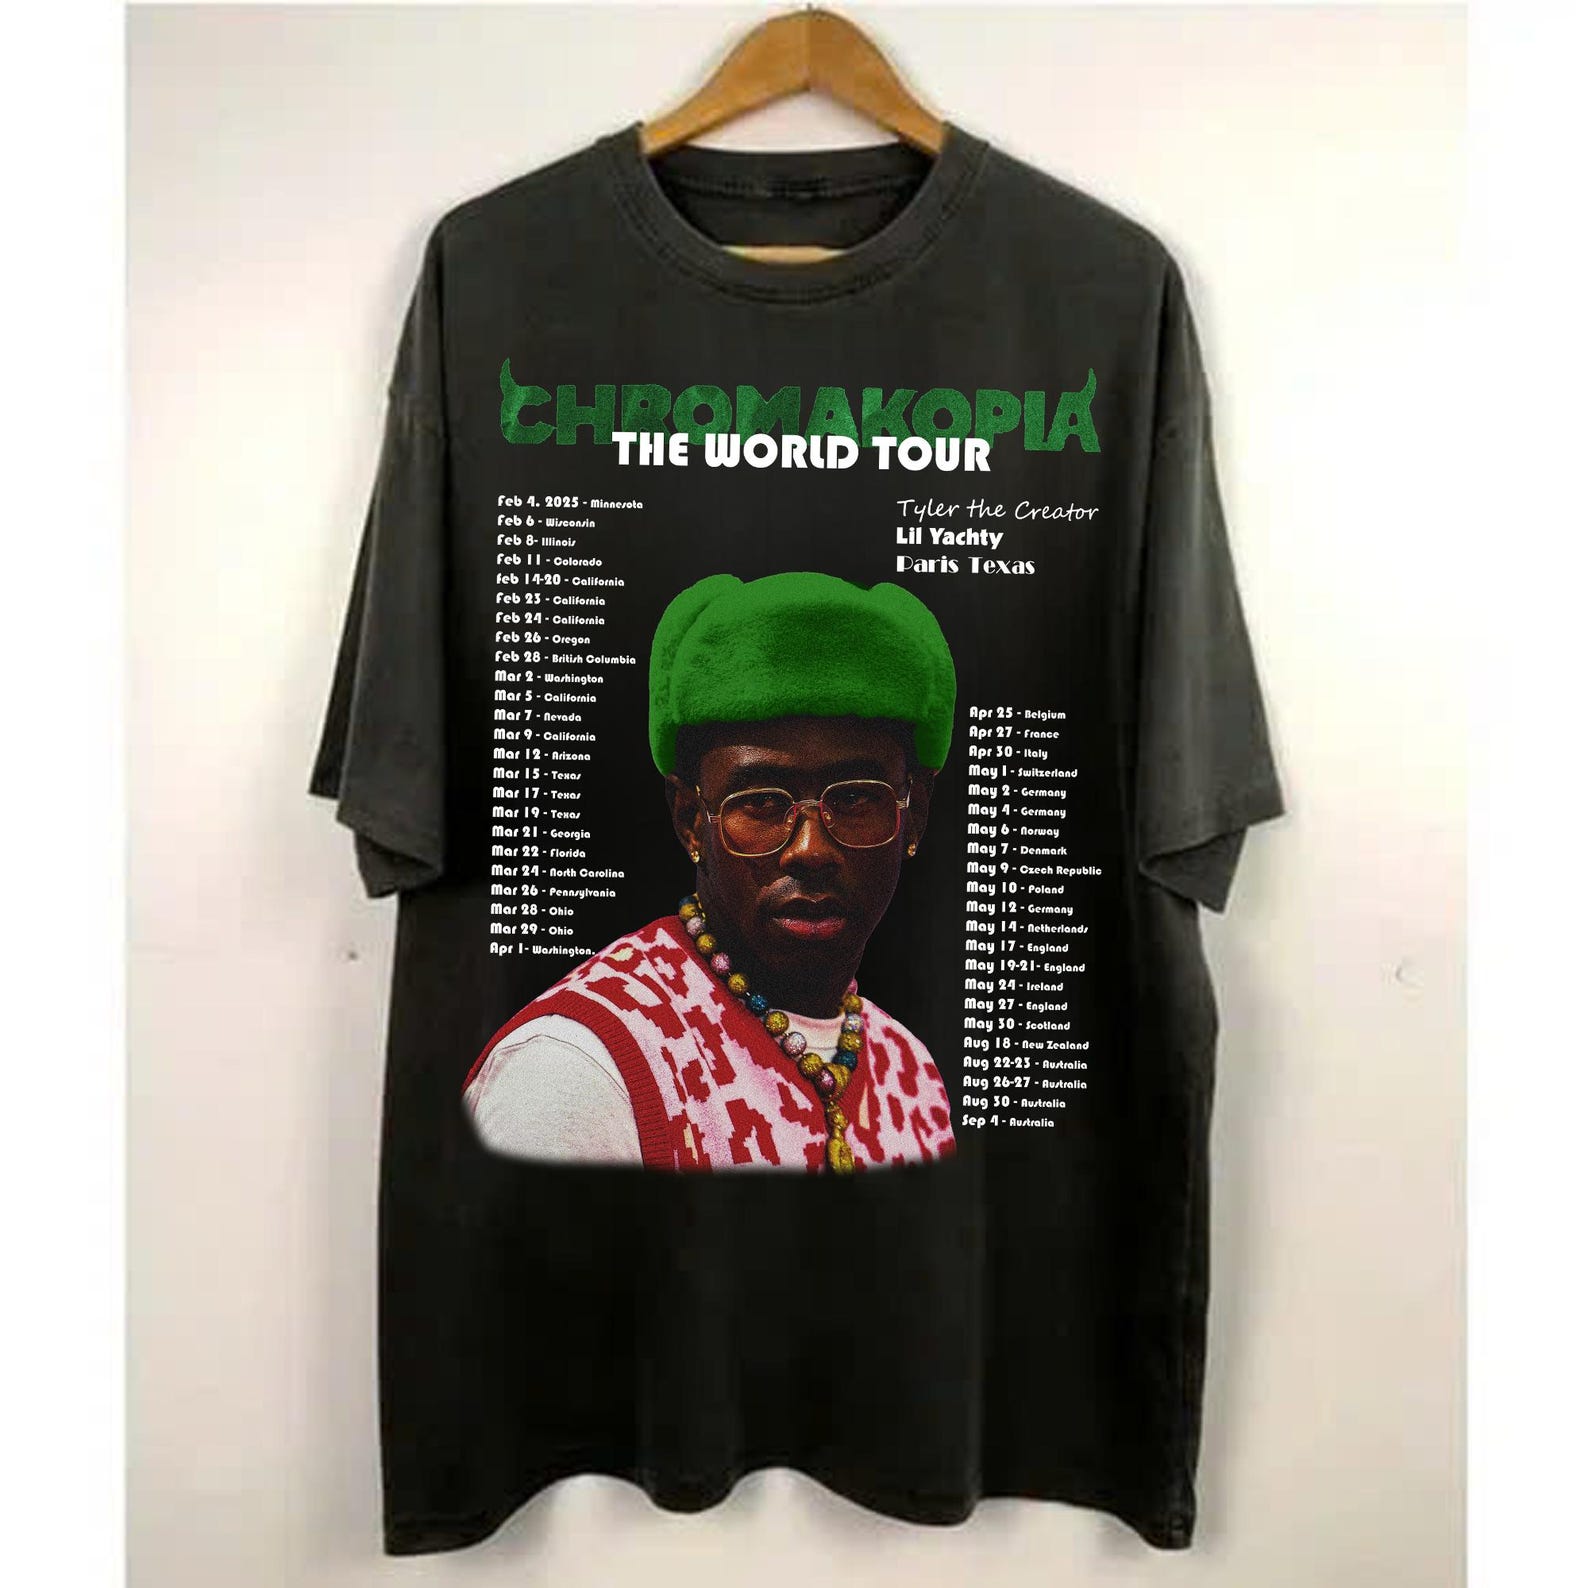 CHROMAKOPIA
THE WORLD TOUR
Feb 4. 2025 - Minnesota
Feb 6 - Wisconsin
Feb 8- Illinois
Feb 11 - Colorado
feb 14-20 - California
Feb 23 - California
Feb 24 - California
Feb 26 - Oregon
Feb 28 - British Columbia
Mar 2 - Washington
Mar 5 - California
Mar 7 - Nevada
Mar 9 - California
Mar 12 - Arizona
Mar 15 - Texas
Mar 17 - Texas
Mar 19 - Texas
Mar 21 - Georgia
Mar 22 - Florida
Mar 24 - North Carolina
Mar 26 - Pennsylvania
Mar 28 - Ohio
Mar 29 - Ohio
Apr 1- Washington.
Tyler the Creator
Lil Yachty
Paris Texas
Apr 25 - Belgium
Apr 27 - France
Apr 30 - Italy
May 1 - Switzerland
May 2 - Germany
May 4 - Germany
May 6 - Norway
May 7 - Denmark
May 9 - Czech Republic
May 10 - Poland
May 12 - Germany
May 14 - Netherlands
May 17 - England
May 19-21- England
May 24 - Ireland
May 27 - England
May 30 - Scotland
Aug 18 - New Zealand
Aug 22-23 - Australia
Aug 26-27 - Australia
Aug 30 - Australia
Sep 4 - Australia